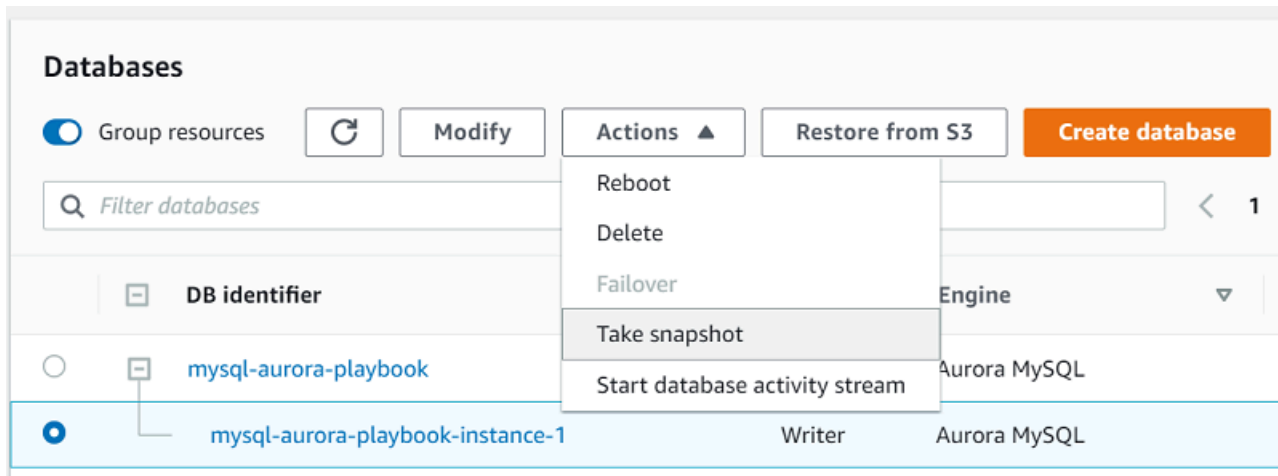 Databases
Group resources Modify Actions Restore from S3 Create database
Reboot
Filter databases 1
Delete
Failover
DB identifier Engine
Take snapshot
mysql-aurora-playbook Aurora MySQL
Start database activity stream
mysql-aurora-playbook-instance-1 Writer Aurora MySQL